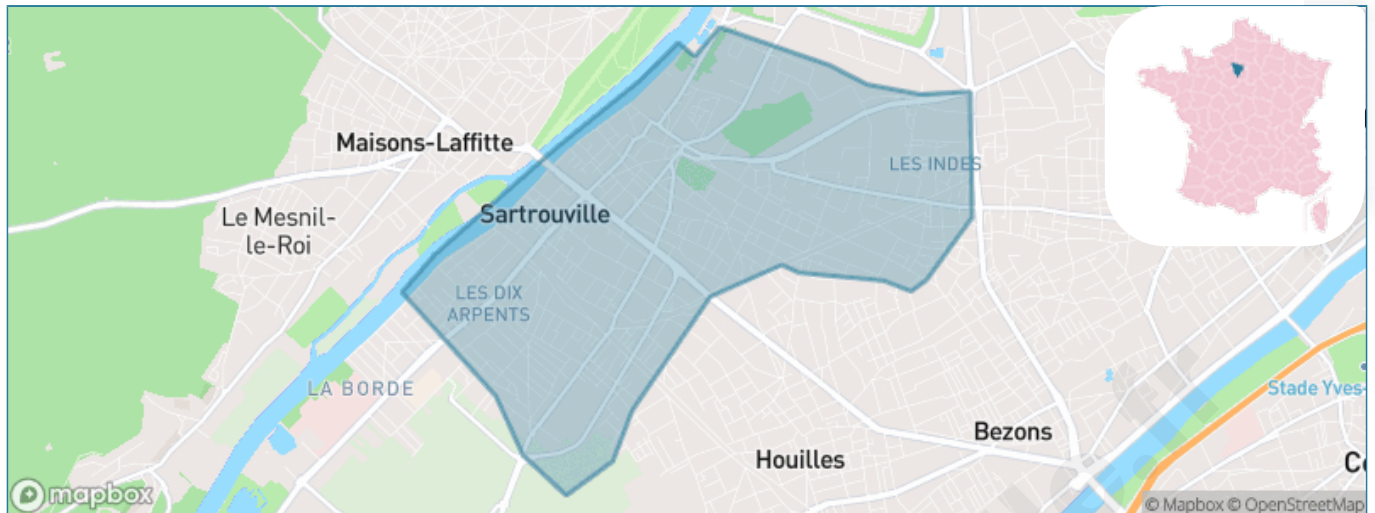 Maisons-Laffitte
LES INDES
Le Mesnil-
le-Roi
Sartrouville
LES DIX
ARPENTS
LA BORDE
Stade Yves-
Bezons
Houilles
Co
mapbox
© Mapbox © OpenStreetMap